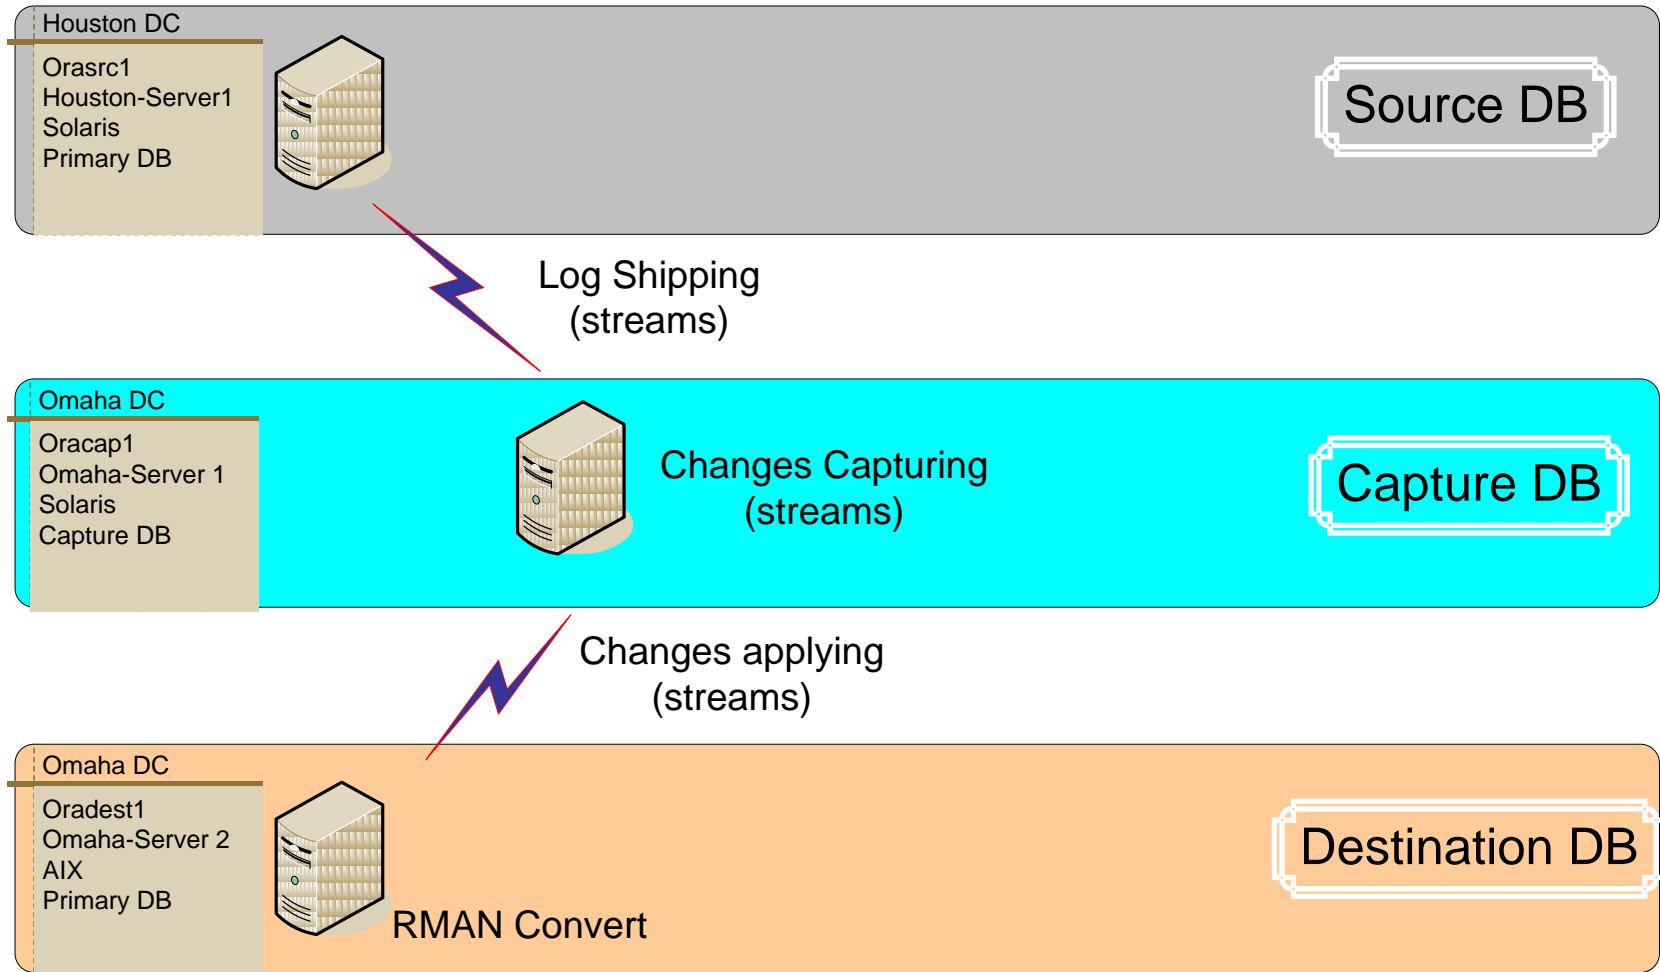 Houston DC
Orasrc1
Houston-Server1
Solaris
Primary DB
Source DB
Log Shipping
(streams)
Omaha DC
Oracap1
Omaha-Server 1
Solaris
Capture DB
Changes Capturing
(streams)
Capture DB
Changes applying
(streams)
Omaha DC
Oradest1
Omaha-Server 2
AIX
Primary DB
RMAN Convert
Destination DB